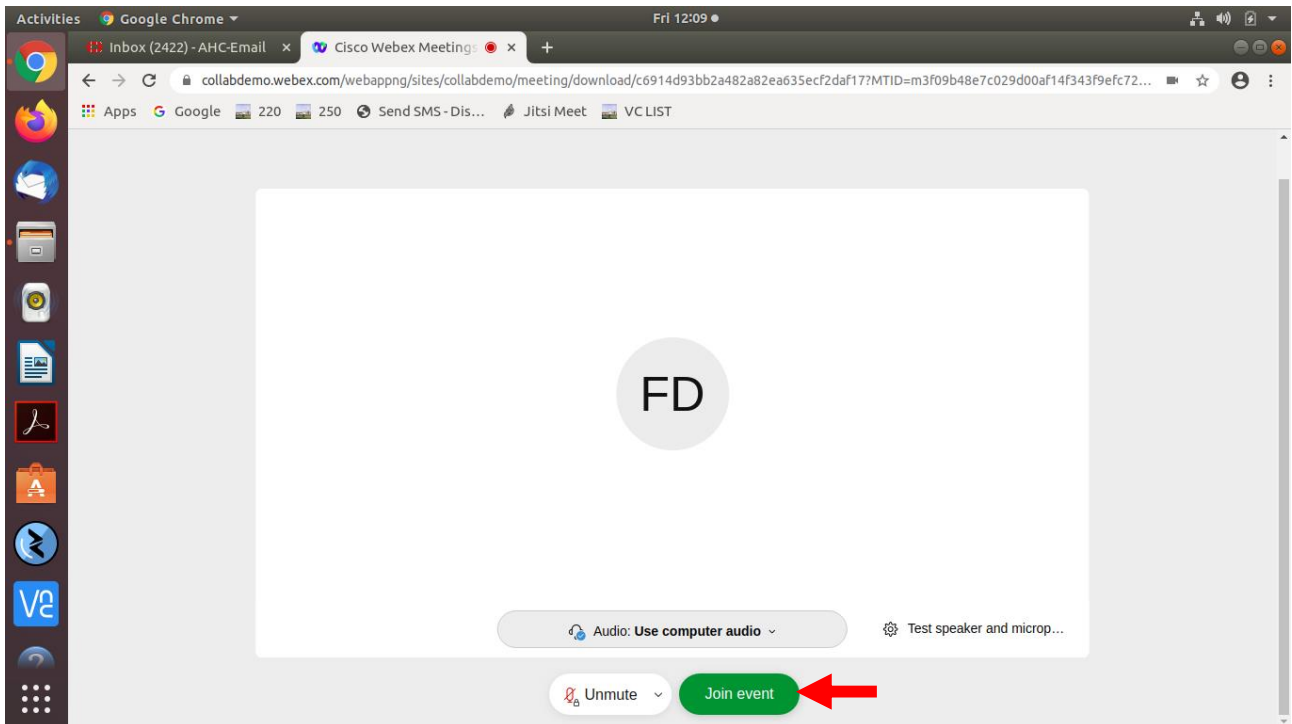 Activities Google Chrome Fri 12:09
Inbox (2422) - AHC-Email Cisco Webex Meetings
collabdemo.webex.com/webappng/sites/collabdemo/meeting/download/c6914d93bb2a482a82ea635ecf2daf17?MTID=m3f09b48e7c029d00af14f343f9efc72...
Apps Google 220 250 Send SMS - Dis... Jitsi Meet VC LIST
FD
Audio: Use computer audio Test speaker and microp...
Unmute Join event